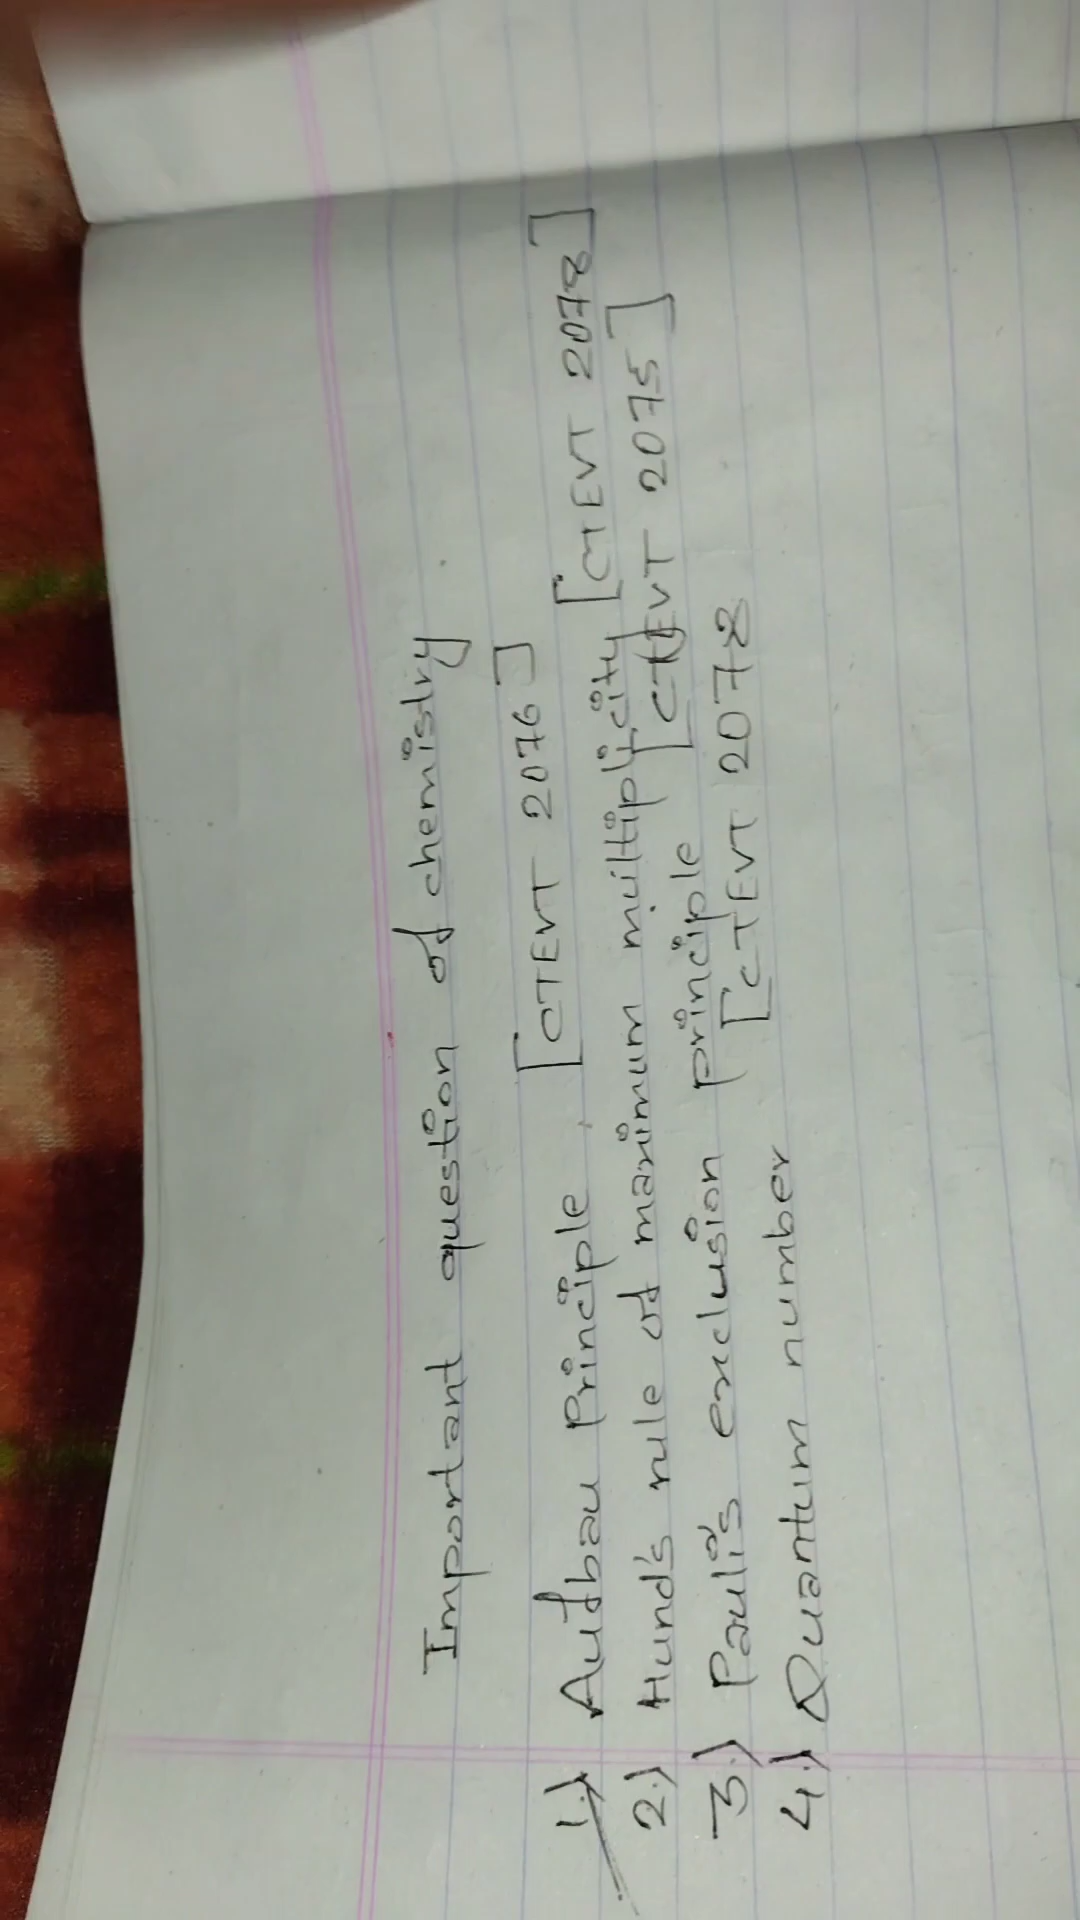 Important question of chemistry
1.) Aufbau Principle [CTEVT 2076]
2.) Hund's rule of maximum multiplicity [CTEVT 2078]
3.) Pauli's exclusion principle [CTEVT 2075]
4.) Quantum number [CTEVT 2078